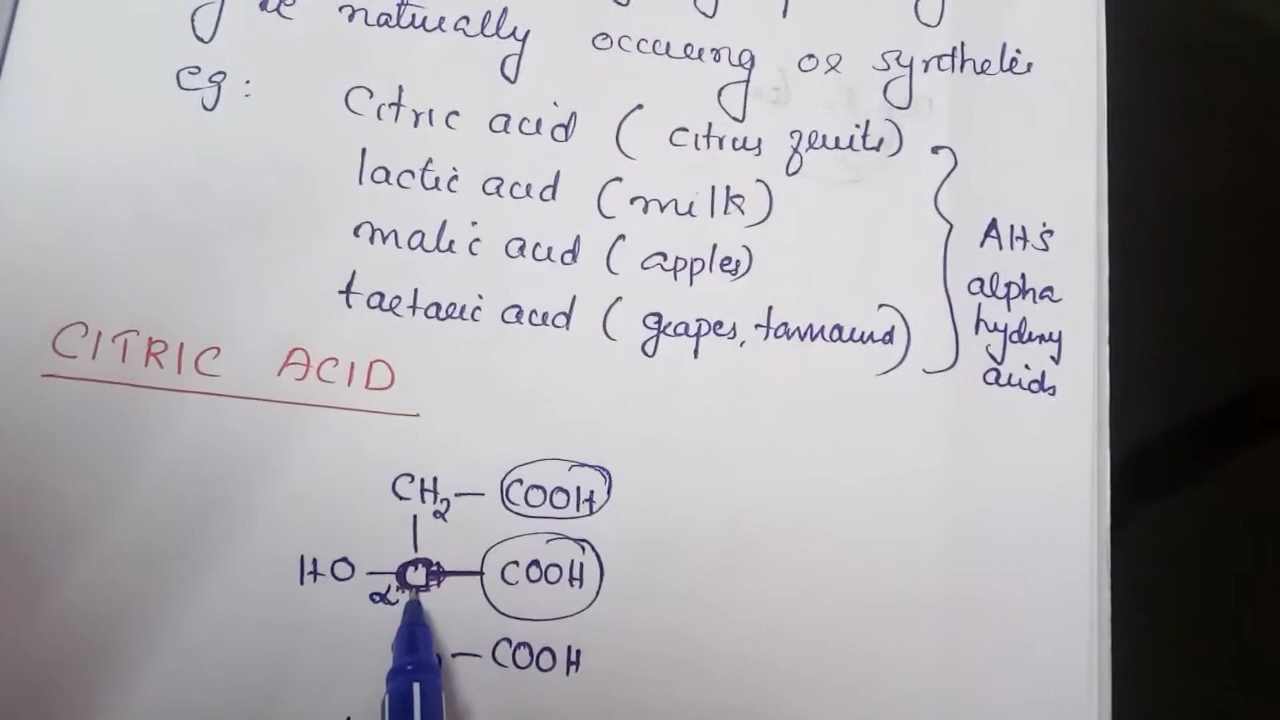 naturally occuring or synthetic
eg:
Citric acid ( citrus fruits)
lactic acid (milk)
malic acid ( apples)
tartaric acid ( grapes, tamarind)
AHA's
alpha
hydroxy
acids
CITRIC ACID
CH2 — COOH
HO — C — COOH
α
— COOH